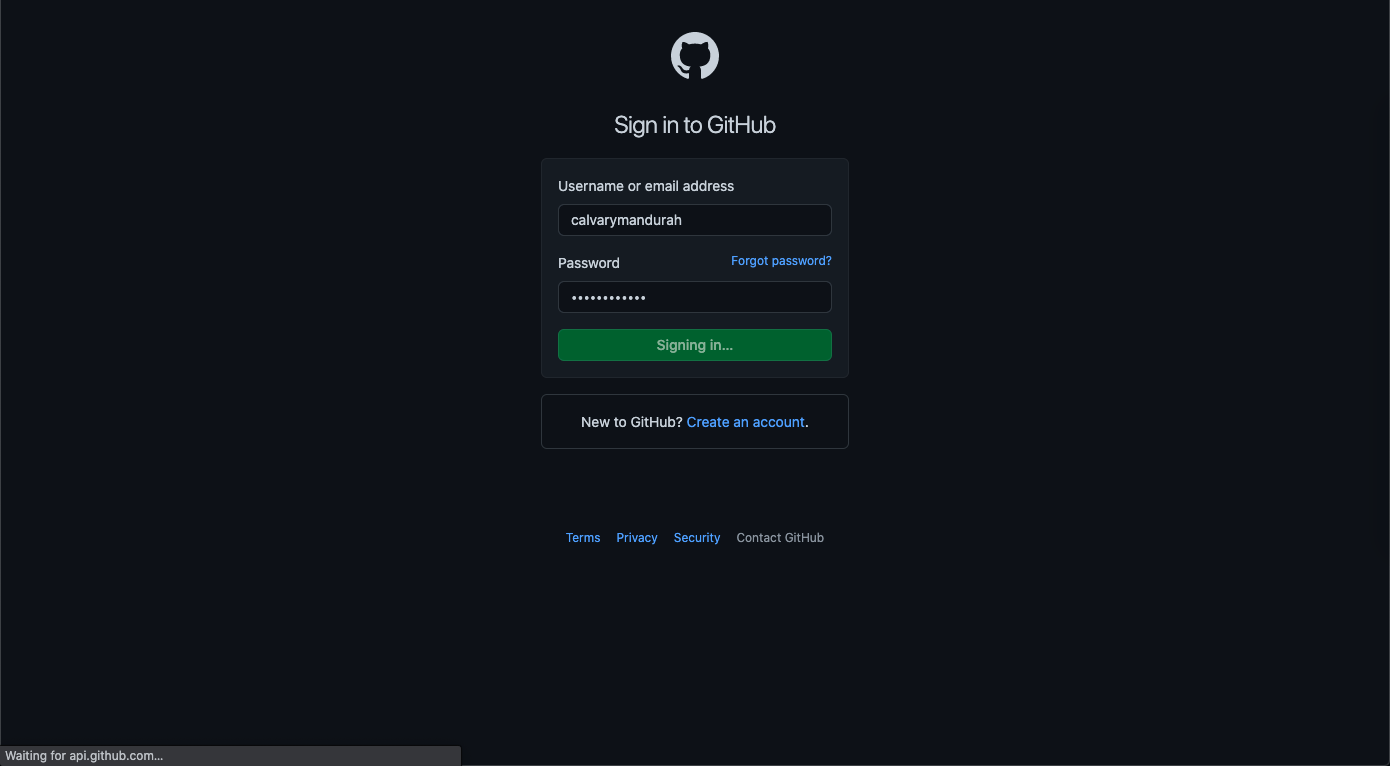 Sign in to GitHub
Username or email address
calvarymandurah
Password Forgot password?
••••••••••••
Signing in...
New to GitHub? Create an account.
Terms Privacy Security Contact GitHub
Waiting for api.github.com...